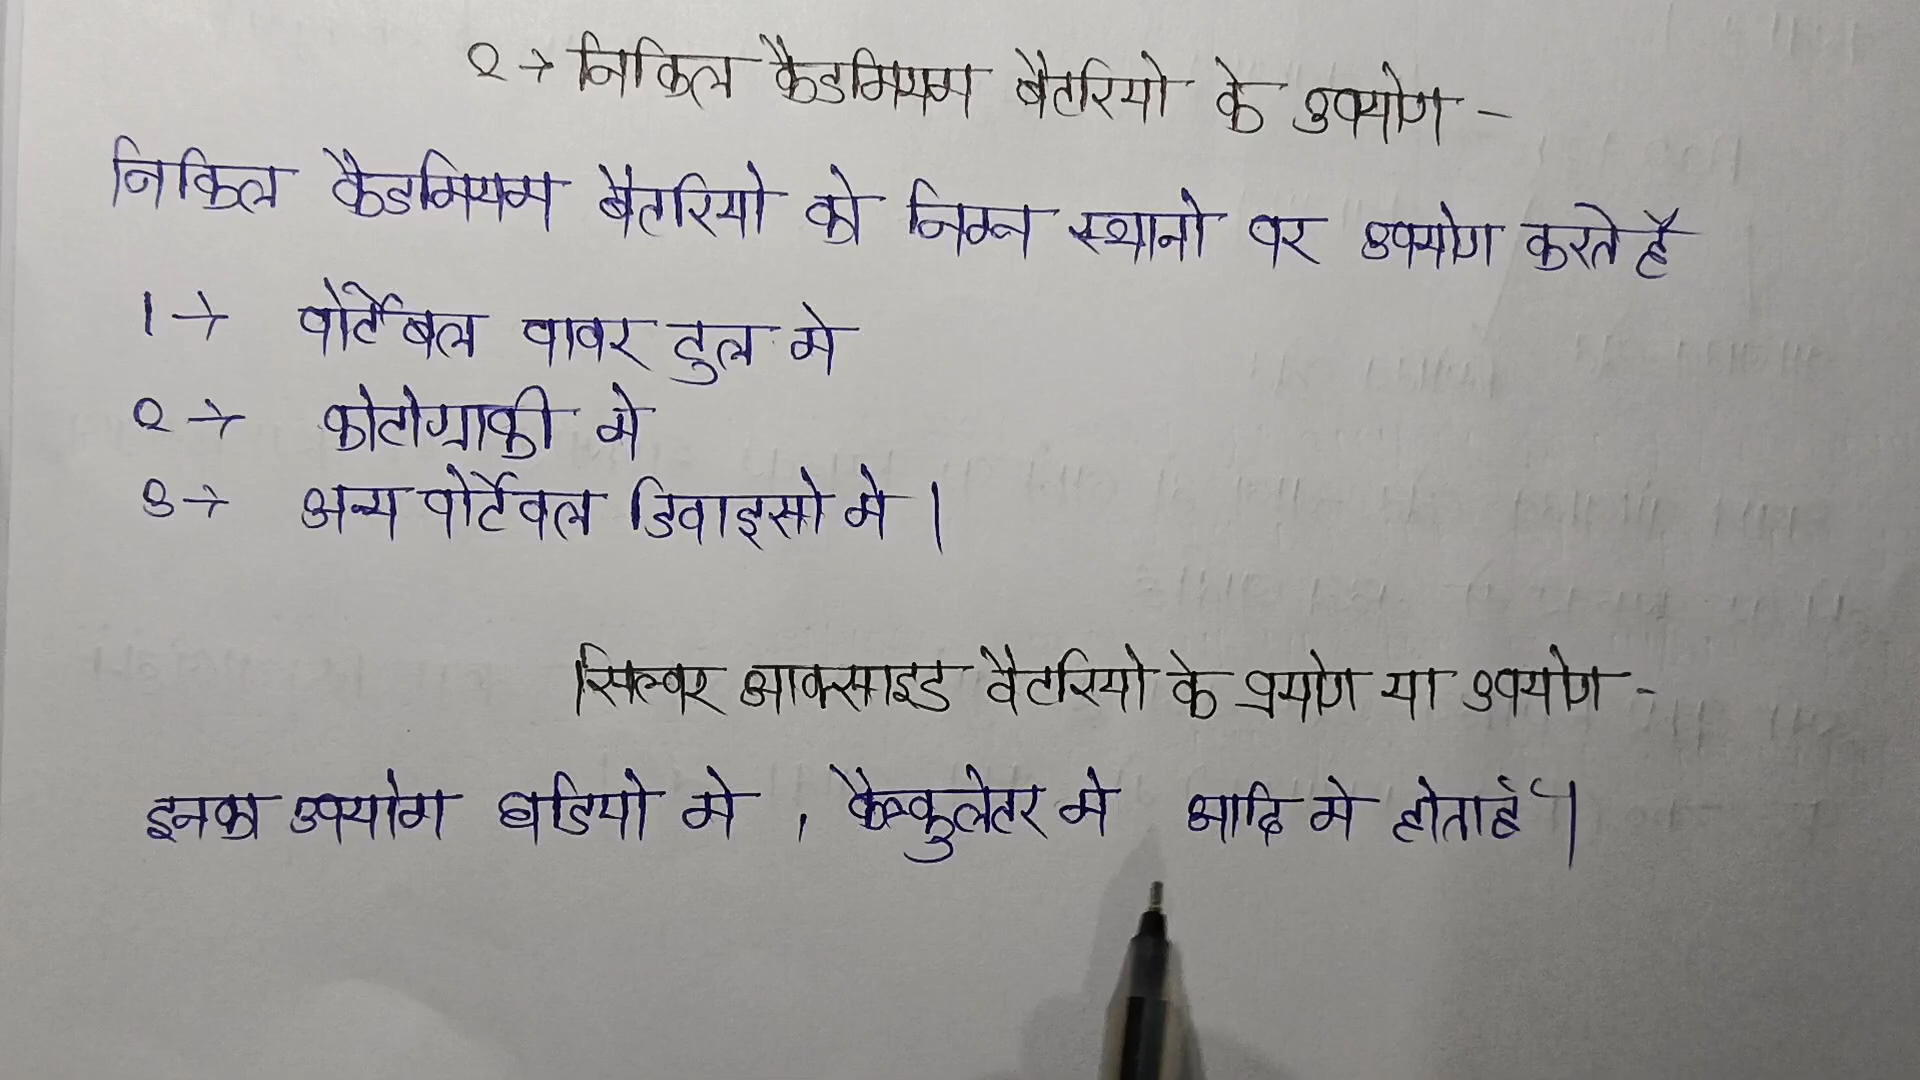 2→ निकिल कैडमियम बैटरियो के उपयोग -
निकिल कैडमियम बैटरियो को निम्न स्थानो पर उपयोग करते है
1→ पोर्टेबल पावर टुल मे
2→ फोटोग्राफी मे
3→ अन्य पोर्टेवल डिवाइसो मे |
सिल्वर आक्साइड वैटरियो के प्रयोग या उपयोग -
इनका उपयोग घडियो मे , कैल्कुलेटर मे आदि मे होता है |